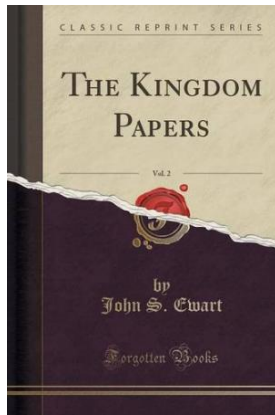 CLASSIC REPRINT SERIES
THE KINGDOM
PAPERS
Vol. 2
by
John S. Ewart
Forgotten Books